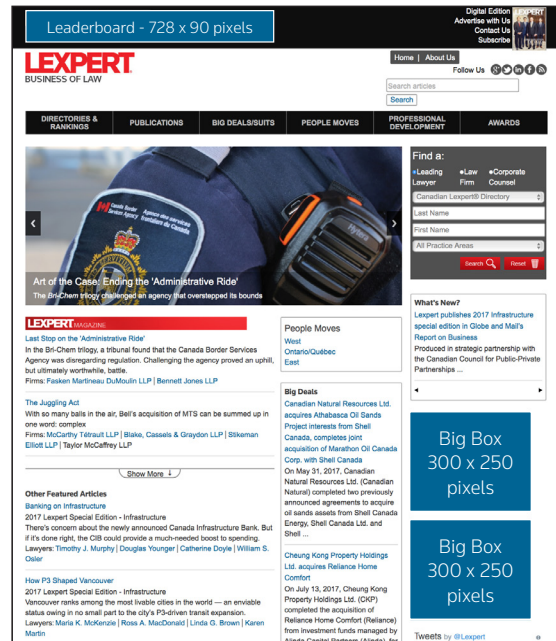 Leaderboard - 728 x 90 pixels
Digital Edition
Advertise with Us
Contact Us
Subscribe
LEXPERT
LEXPERT
BUSINESS OF LAW
Home | About Us
Follow Us
Search articles
Search
DIRECTORIES & RANKINGS
PUBLICATIONS
BIG DEALS/SUITS
PEOPLE MOVES
PROFESSIONAL DEVELOPMENT
AWARDS
Canada Border Services Agency
Agence des services frontaliers du Canada
Hytera
Art of the Case: Ending the 'Administrative Ride'
The Bri-Chem trilogy challenged an agency that overstepped its bounds
Find a:
Leading Lawyer
Law Firm
Corporate Counsel
Canadian Lexpert® Directory
Last Name
First Name
All Practice Areas
Search
Reset
LEXPERT MAGAZINE
Last Stop on the 'Administrative Ride'
In the Bri-Chem trilogy, a tribunal found that the Canada Border Services
Agency was disregarding regulation. Challenging the agency proved an uphill,
but ultimately worthwhile, battle.
Firms: Fasken Martineau DuMoulin LLP | Bennett Jones LLP
The Juggling Act
With so many balls in the air, Bell's acquisition of MTS can be summed up in
one word: complex
Firms: McCarthy Tétrault LLP | Blake, Cassels & Graydon LLP | Stikeman
Elliott LLP | Taylor McCaffrey LLP
Show More ↓
Other Featured Articles
Banking on Infrastructure
2017 Lexpert Special Edition - Infrastructure
There's concern about the newly announced Canada Infrastructure Bank. But
if it's done right, the CIB could provide a much-needed boost to spending.
Lawyers: Timothy J. Murphy | Douglas Younger | Catherine Doyle | William S.
Osler
How P3 Shaped Vancouver
2017 Lexpert Special Edition - Infrastructure
Vancouver ranks among the most livable cities in the world — an enviable
status owing in no small part to the city's P3-driven transit expansion.
Lawyers: Maria K. McKenzie | Ross A. MacDonald | Linda G. Brown | Karen
Martin
People Moves
West
Ontario/Québec
East
Big Deals
Canadian Natural Resources Ltd.
acquires Athabasca Oil Sands
Project interests from Shell
Canada, completes joint
acquisition of Marathon Oil Canada
Corp. with Shell Canada
On May 31, 2017, Canadian
Natural Resources Ltd. (Canadian
Natural) completed two previously
announced agreements to acquire
oil sands assets from Shell Canada
Energy, Shell Canada Ltd. and
Shell ...
Cheung Kong Property Holdings
Ltd. acquires Reliance Home
Comfort
On July 13, 2017, Cheung Kong
Property Holdings Ltd. (CKP)
completed the acquisition of
Reliance Home Comfort (Reliance)
from investment funds managed by
Alinda Capital Partners (Alinda), for
What's New?
Lexpert publishes 2017 Infrastructure
special edition in Globe and Mail's
Report on Business
Produced in strategic partnership with
the Canadian Council for Public-Private
Partnerships ...
Big Box
300 x 250
pixels
Big Box
300 x 250
pixels
Tweets by @Lexpert